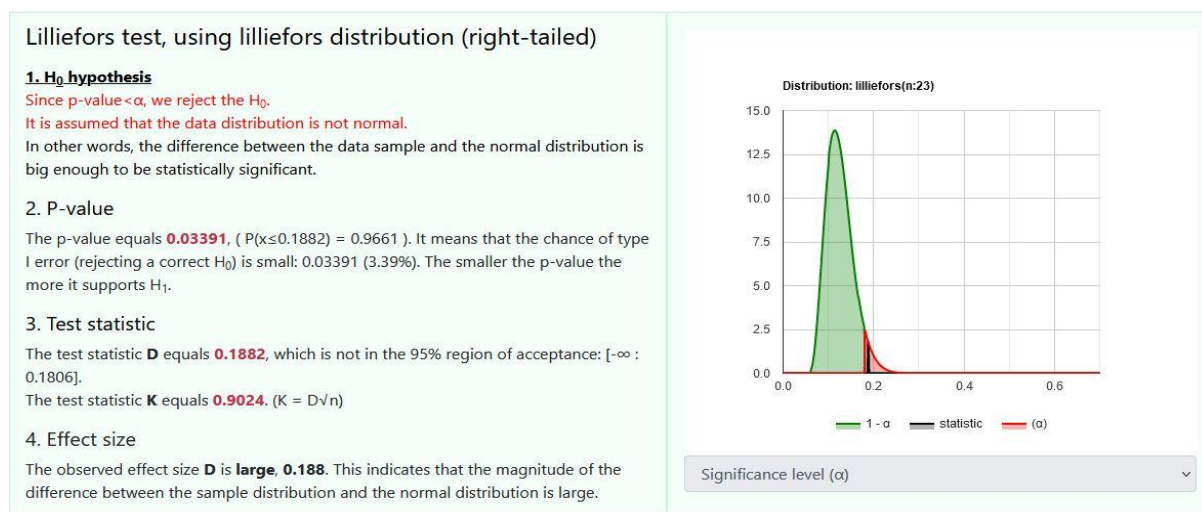 Lilliefors test, using lilliefors distribution (right-tailed)
1. H₀ hypothesis
Since p-value<α, we reject the H₀.
It is assumed that the data distribution is not normal.
In other words, the difference between the data sample and the normal distribution is
big enough to be statistically significant.
2. P-value
The p-value equals 0.03391, ( P(x≤0.1882) = 0.9661 ). It means that the chance of type
I error (rejecting a correct H₀) is small: 0.03391 (3.39%). The smaller the p-value the
more it supports H₁.
3. Test statistic
The test statistic D equals 0.1882, which is not in the 95% region of acceptance: [-∞ :
0.1806].
The test statistic K equals 0.9024. (K = D√n)
4. Effect size
The observed effect size D is large, 0.188. This indicates that the magnitude of the
difference between the sample distribution and the normal distribution is large.
Distribution: lilliefors(n:23)
15.0
12.5
10.0
7.5
5.0
2.5
0.0
0.0 0.2 0.4 0.6
1 - α statistic (α)
Significance level (α)